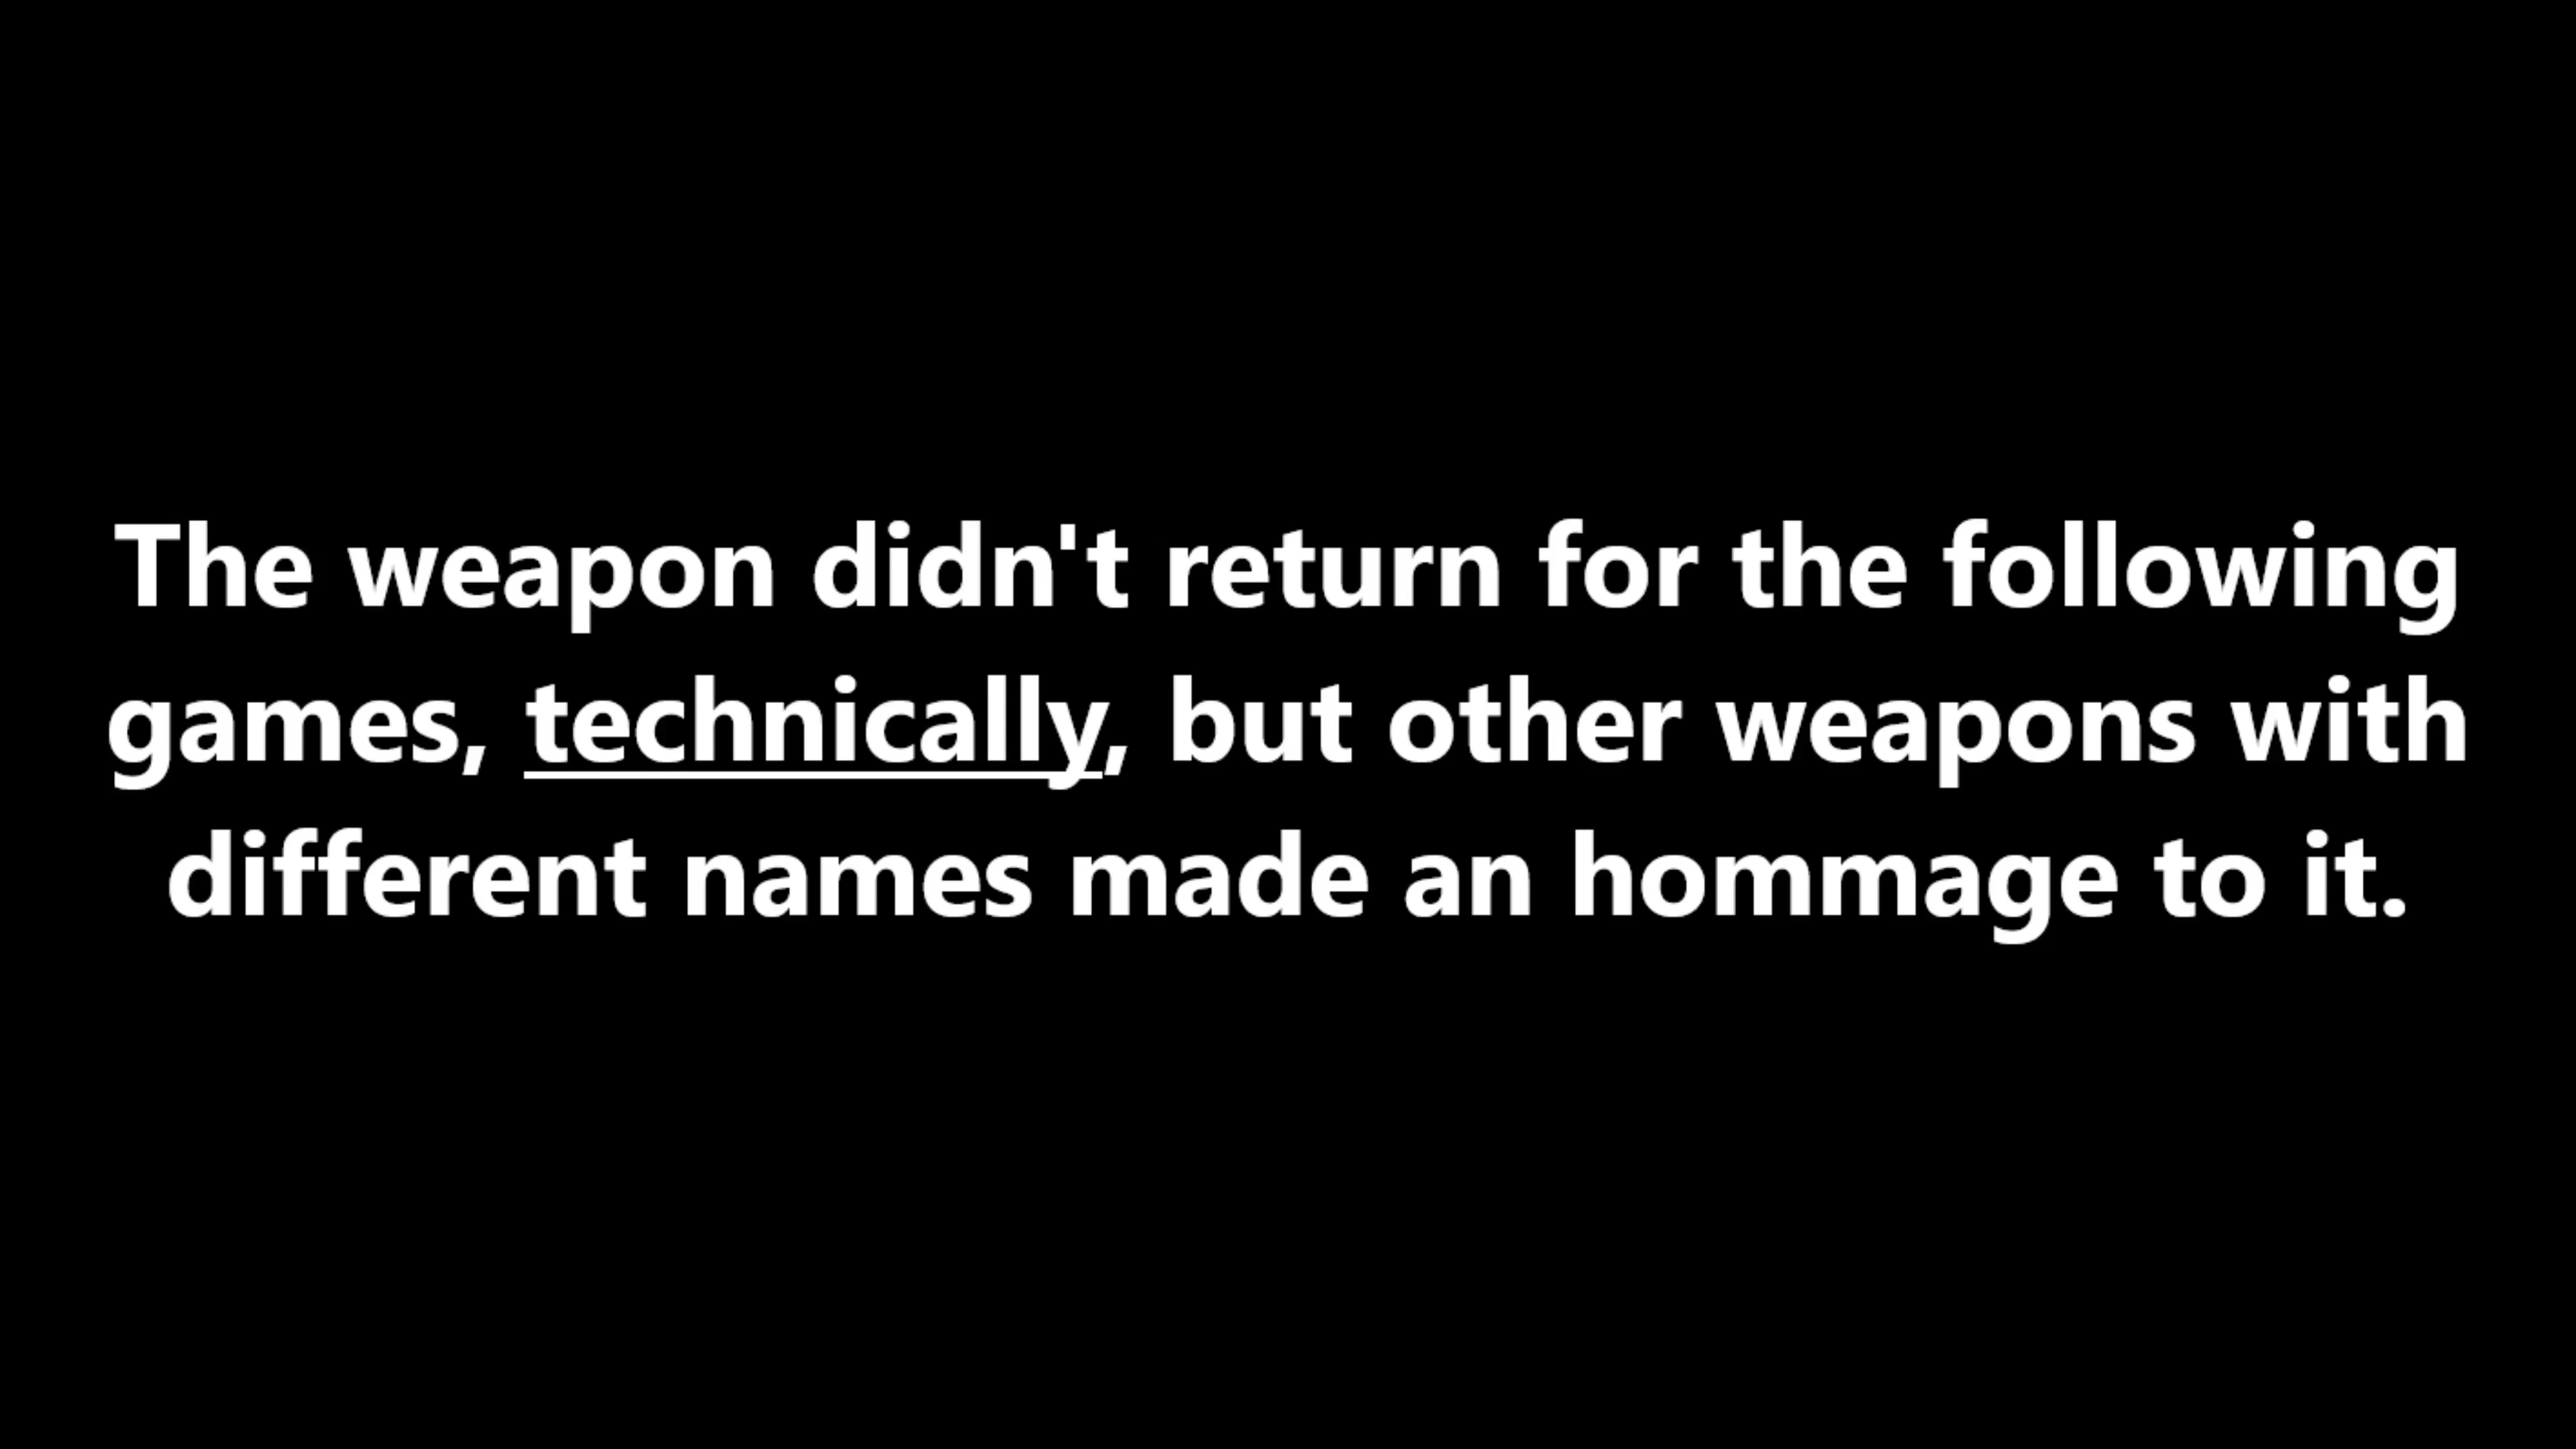 The weapon didn't return for the following
games, technically, but other weapons with
different names made an hommage to it.